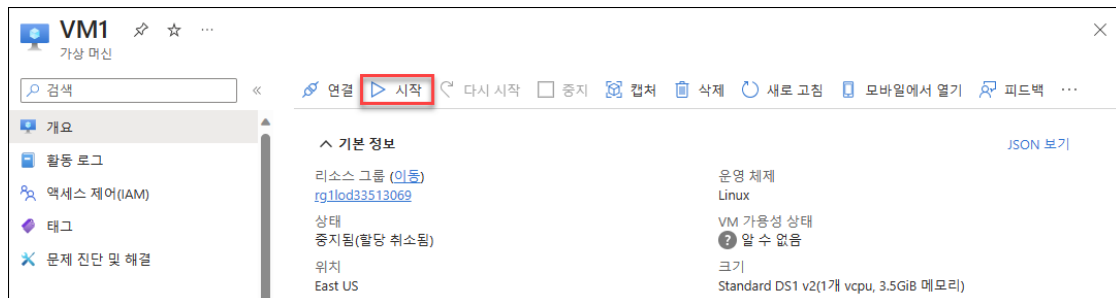 VM1
가상 머신
검색
연결 시작 다시 시작 중지 캡처 삭제 새로 고침 모바일에서 열기 피드백
개요
활동 로그
액세스 제어(IAM)
태그
문제 진단 및 해결
기본 정보
JSON 보기
리소스 그룹 (이동)
rg1lod33513069
상태
중지됨(할당 취소됨)
위치
East US
운영 체제
Linux
VM 가용성 상태
알 수 없음
크기
Standard DS1 v2(1개 vcpu, 3.5GiB 메모리)